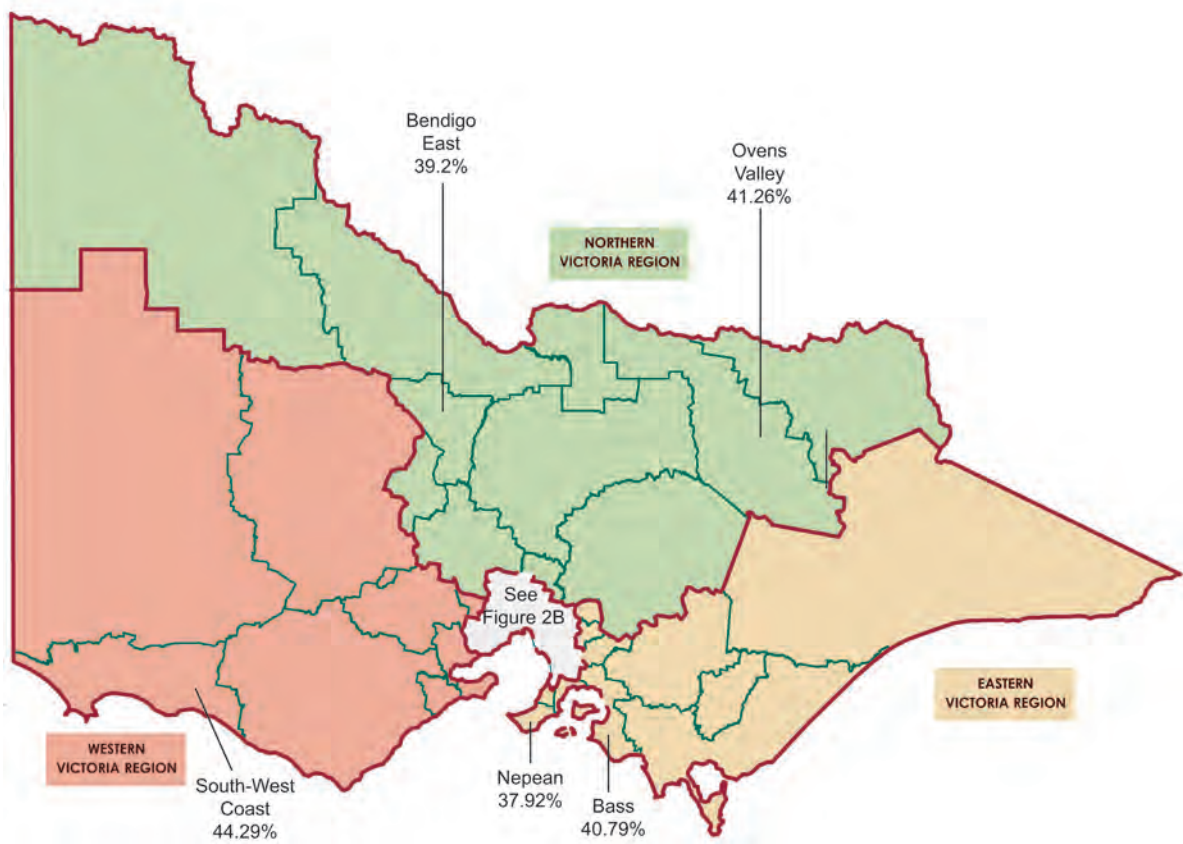 Bendigo
East
39.2%
Ovens
Valley
41.26%
NORTHERN
VICTORIA REGION
See
Figure 2B
EASTERN
VICTORIA REGION
WESTERN
VICTORIA REGION
South-West
Coast
44.29%
Nepean
37.92%
Bass
40.79%